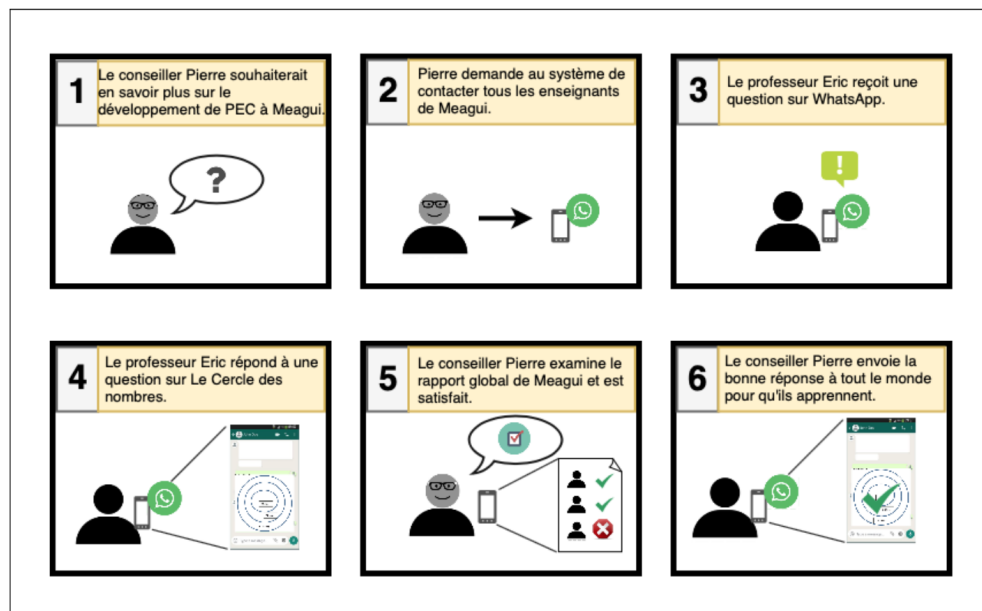 1
Le conseiller Pierre souhaiterait
en savoir plus sur le
développement de PEC à Meagui.
?
2
Pierre demande au système de
contacter tous les enseignants
de Meagui.
3
Le professeur Eric reçoit une
question sur WhatsApp.
!
4
Le professeur Eric répond à une
question sur Le Cercle des
nombres.
5
Le conseiller Pierre examine le
rapport global de Meagui et est
satisfait.
6
Le conseiller Pierre envoie la
bonne réponse à tout le monde
pour qu'ils apprennent.